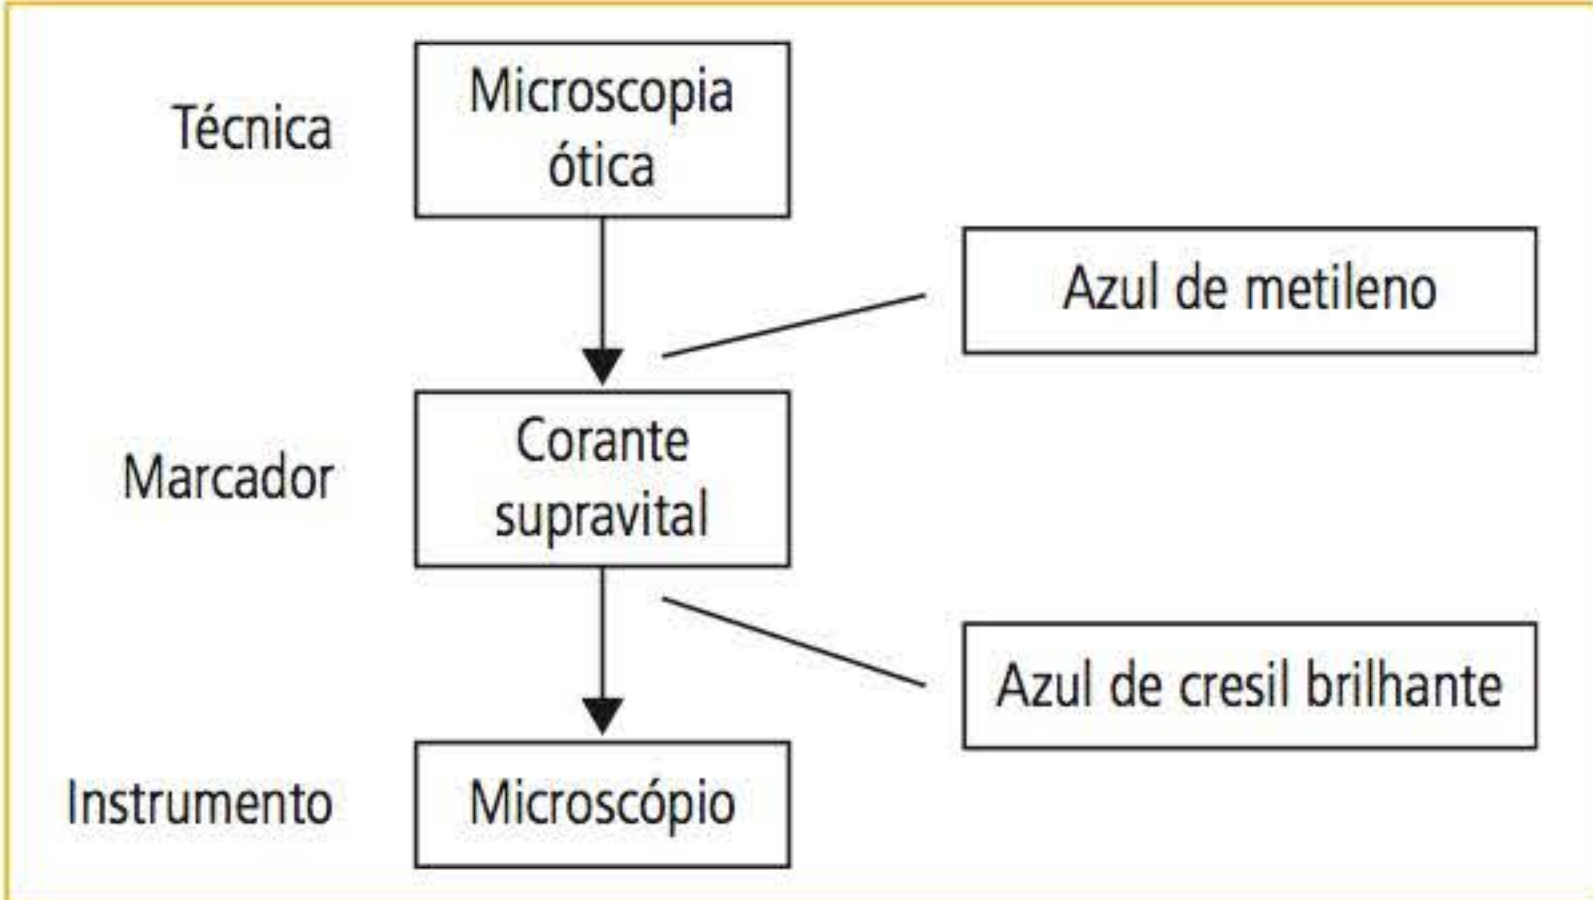 Técnica
Microscopia
ótica
Azul de metileno
Marcador
Corante
supravital
Azul de cresil brilhante
Instrumento
Microscópio